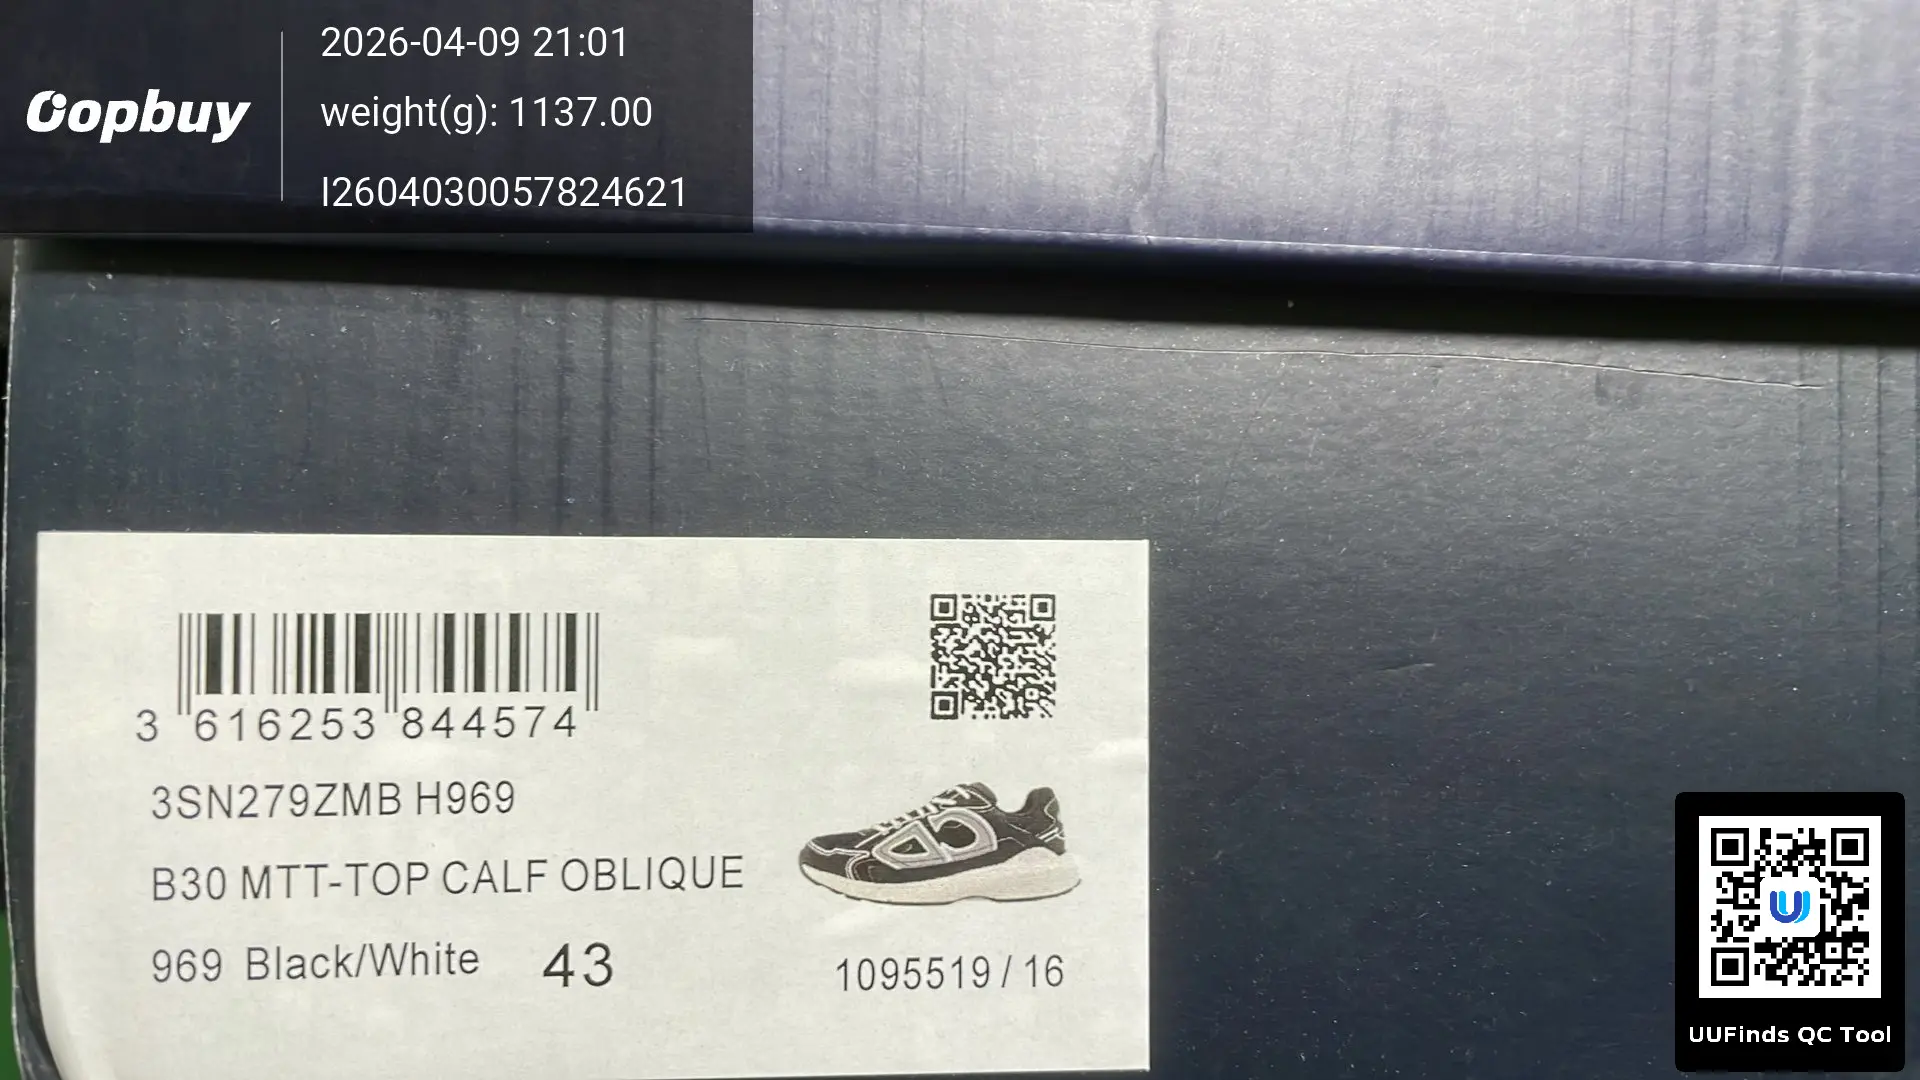 Oopbuy
2026-04-09 21:01
weight(g): 1137.00
I2604030057824621
3 616253 844574
3SN279ZMB H969
B30 MTT-TOP CALF OBLIQUE
969 Black/White 43
1095519 / 16
UUFinds QC Tool